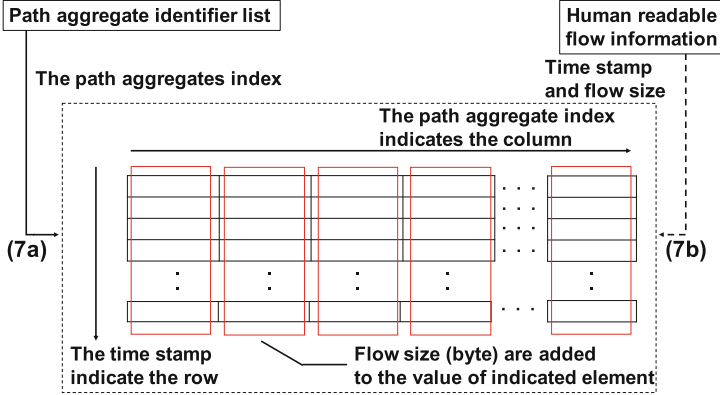 Path aggregate identifier list
Human readable
flow information
The path aggregates index
Time stamp
and flow size
The path aggregate index
indicates the column
(7a)
(7b)
The time stamp
indicate the row
Flow size (byte) are added
to the value of indicated element